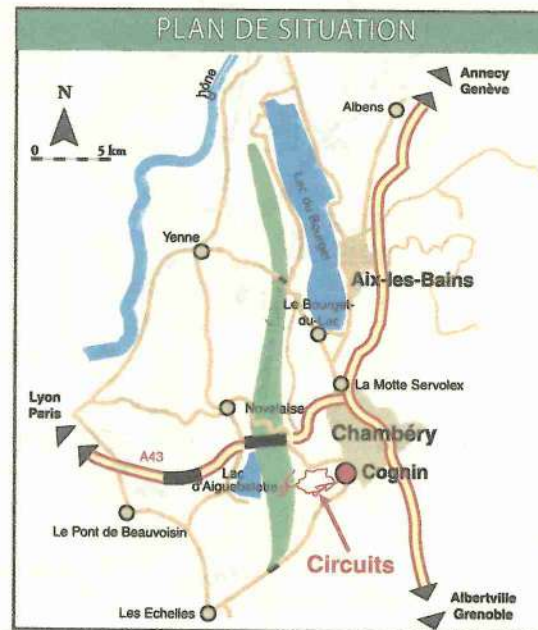 PLAN DE SITUATION
Annecy
Genève
hône
N
Albens
0 5 km
Lac du Bourget
Yenne
Aix-les-Bains
Le Bourget-
du-Lac
La Motte Servolex
Lyon
Paris
Novalaise
Chambéry
A43
Lac
d'Aiguebelette
Cognin
Le Pont de Beauvoisin
Circuits
Les Echelles
Albertville
Grenoble